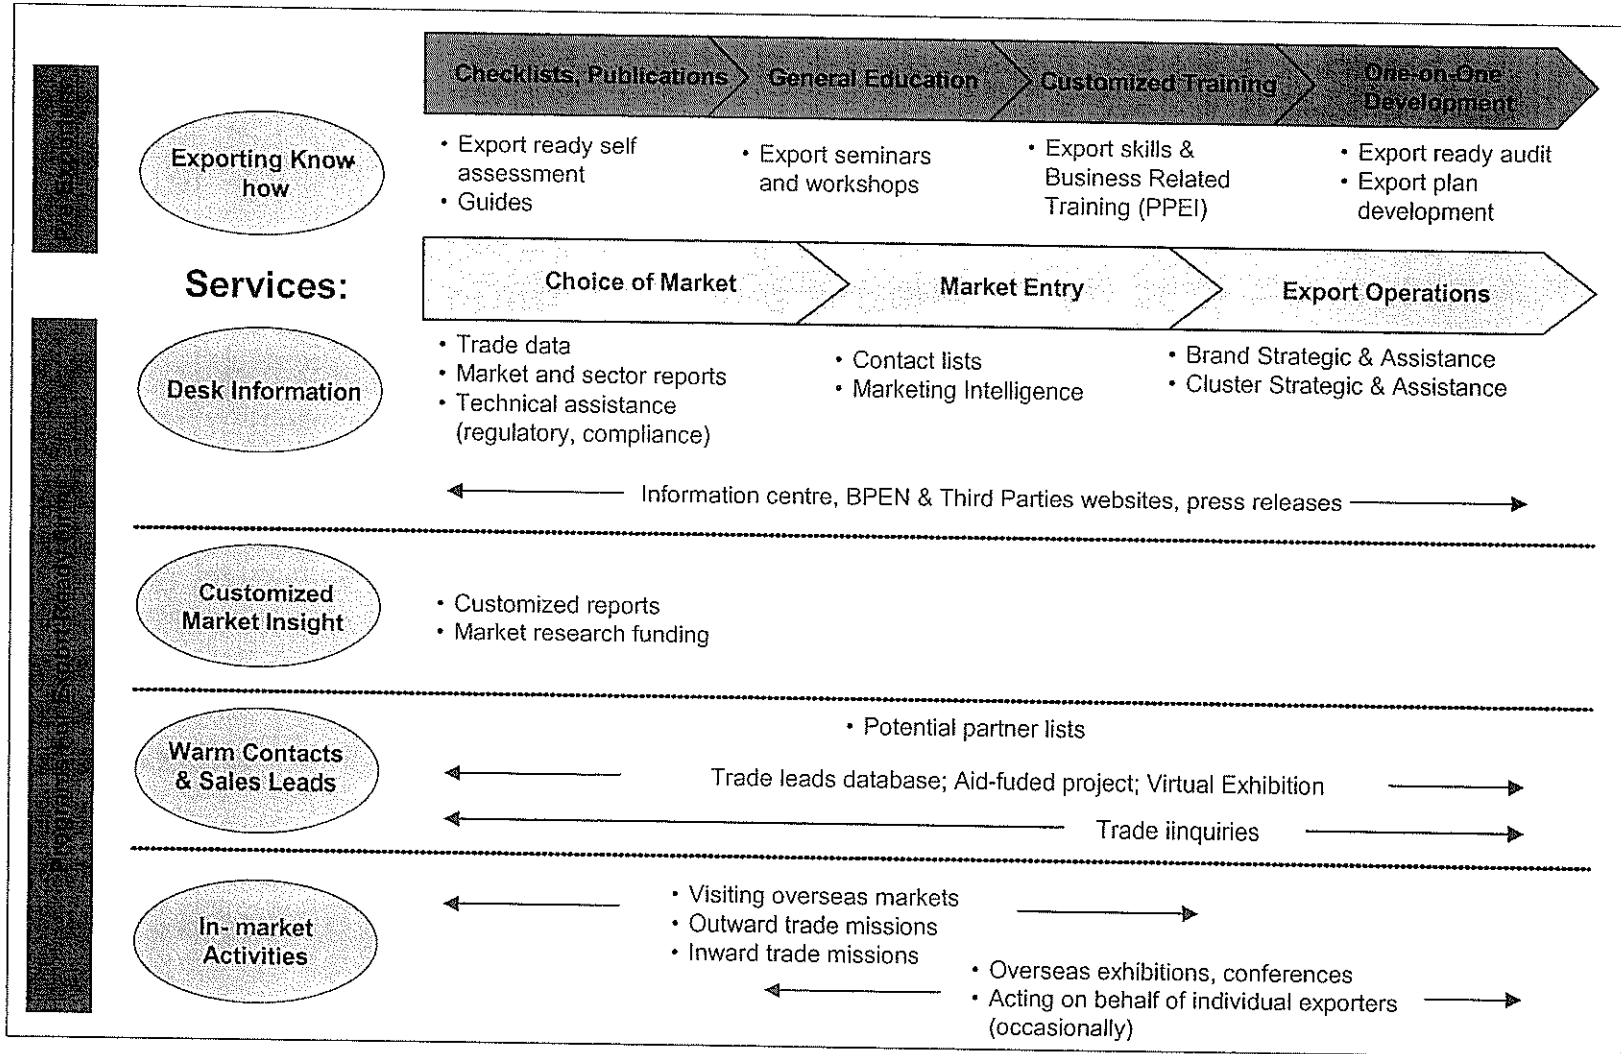 Checklists, Publications
General Education
Customized Training
One-on-One
Development
Exporting Know-
how
• Export ready self
assessment
• Guides
• Export seminars
and workshops
• Export skills &
Business Related
Training (PPEI)
• Export ready audit
• Export plan
development
Services:
Choice of Market
Market Entry
Export Operations
Desk Information
• Trade data
• Market and sector reports
• Technical assistance
(regulatory, compliance)
• Contact lists
• Marketing Intelligence
• Brand Strategic & Assistance
• Cluster Strategic & Assistance
Information centre, BPEN & Third Parties websites, press releases
Customized
Market Insight
• Customized reports
• Market research funding
Warm Contacts
& Sales Leads
• Potential partner lists
Trade leads database; Aid-fuded project; Virtual Exhibition
Trade iinquiries
In- market
Activities
• Visiting overseas markets
• Outward trade missions
• Inward trade missions
• Overseas exhibitions, conferences
• Acting on behalf of individual exporters
(occasionally)